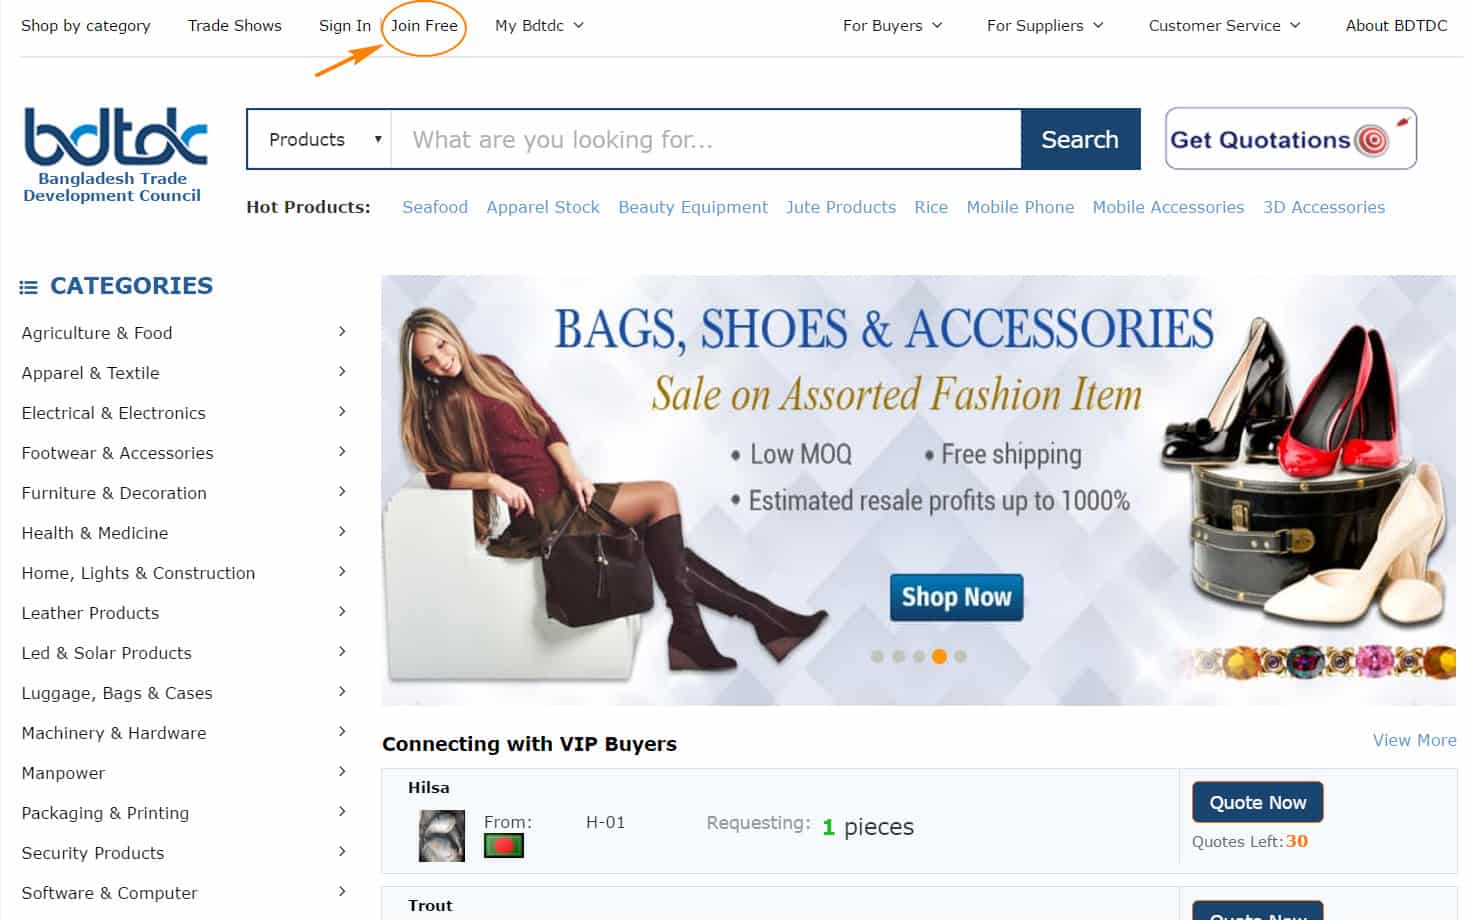 Shop by category Trade Shows Sign In Join Free My Bdtdc For Buyers For Suppliers Customer Service About BDTDC
bdtdc
Bangladesh Trade
Development Council
Products What are you looking for... Search Get Quotations
Hot Products: Seafood Apparel Stock Beauty Equipment Jute Products Rice Mobile Phone Mobile Accessories 3D Accessories
CATEGORIES
Agriculture & Food
Apparel & Textile
Electrical & Electronics
Footwear & Accessories
Furniture & Decoration
Health & Medicine
Home, Lights & Construction
Leather Products
Led & Solar Products
Luggage, Bags & Cases
Machinery & Hardware
Manpower
Packaging & Printing
Security Products
Software & Computer
BAGS, SHOES & ACCESSORIES
Sale on Assorted Fashion Item
• Low MOQ • Free shipping
• Estimated resale profits up to 1000%
Shop Now
Connecting with VIP Buyers View More
Hilsa
From: H-01 Requesting: 1 pieces
Quote Now
Quotes Left:30
Trout
Quote Now